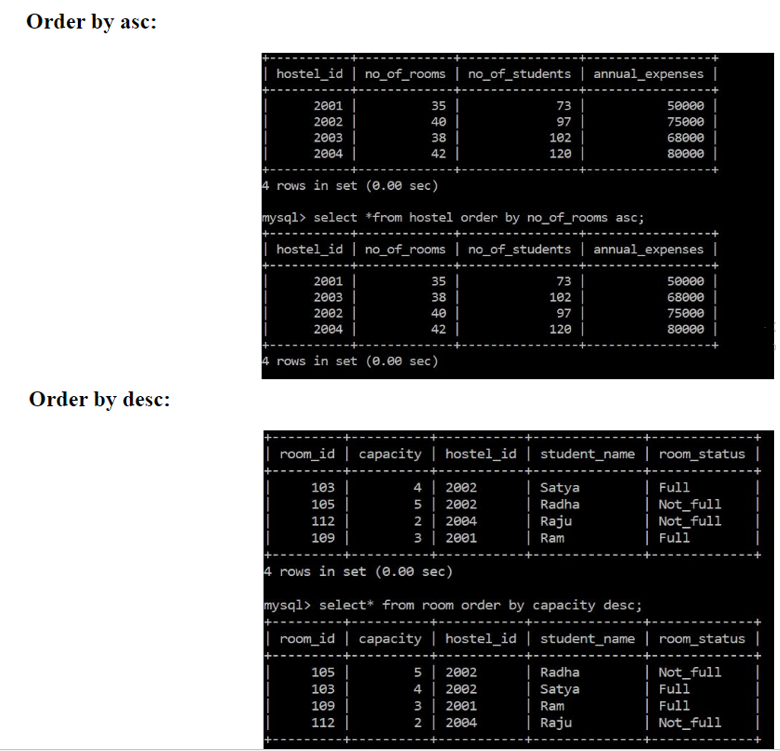 Order by asc:
+-----------+-------------+----------------+-----------------+
| hostel_id | no_of_rooms | no_of_students | annual_expenses |
+-----------+-------------+----------------+-----------------+
|      2001 |          35 |             73 |           50000 |
|      2002 |          40 |             97 |           75000 |
|      2003 |          38 |            102 |           68000 |
|      2004 |          42 |            120 |           80000 |
+-----------+-------------+----------------+-----------------+
4 rows in set (0.00 sec)
mysql> select *from hostel order by no_of_rooms asc;
+-----------+-------------+----------------+-----------------+
| hostel_id | no_of_rooms | no_of_students | annual_expenses |
+-----------+-------------+----------------+-----------------+
|      2001 |          35 |             73 |           50000 |
|      2003 |          38 |            102 |           68000 |
|      2002 |          40 |             97 |           75000 |
|      2004 |          42 |            120 |           80000 |
+-----------+-------------+----------------+-----------------+
4 rows in set (0.00 sec)
Order by desc:
+---------+----------+-----------+--------------+-------------+
| room_id | capacity | hostel_id | student_name | room_status |
+---------+----------+-----------+--------------+-------------+
|     103 |        4 | 2002      | Satya        | Full        |
|     105 |        5 | 2002      | Radha        | Not_full    |
|     112 |        2 | 2004      | Raju         | Not_full    |
|     109 |        3 | 2001      | Ram          | Full        |
+---------+----------+-----------+--------------+-------------+
4 rows in set (0.00 sec)
mysql> select* from room order by capacity desc;
+---------+----------+-----------+--------------+-------------+
| room_id | capacity | hostel_id | student_name | room_status |
+---------+----------+-----------+--------------+-------------+
|     105 |        5 | 2002      | Radha        | Not_full    |
|     103 |        4 | 2002      | Satya        | Full        |
|     109 |        3 | 2001      | Ram          | Full        |
|     112 |        2 | 2004      | Raju         | Not_full    |
+---------+----------+-----------+--------------+-------------+